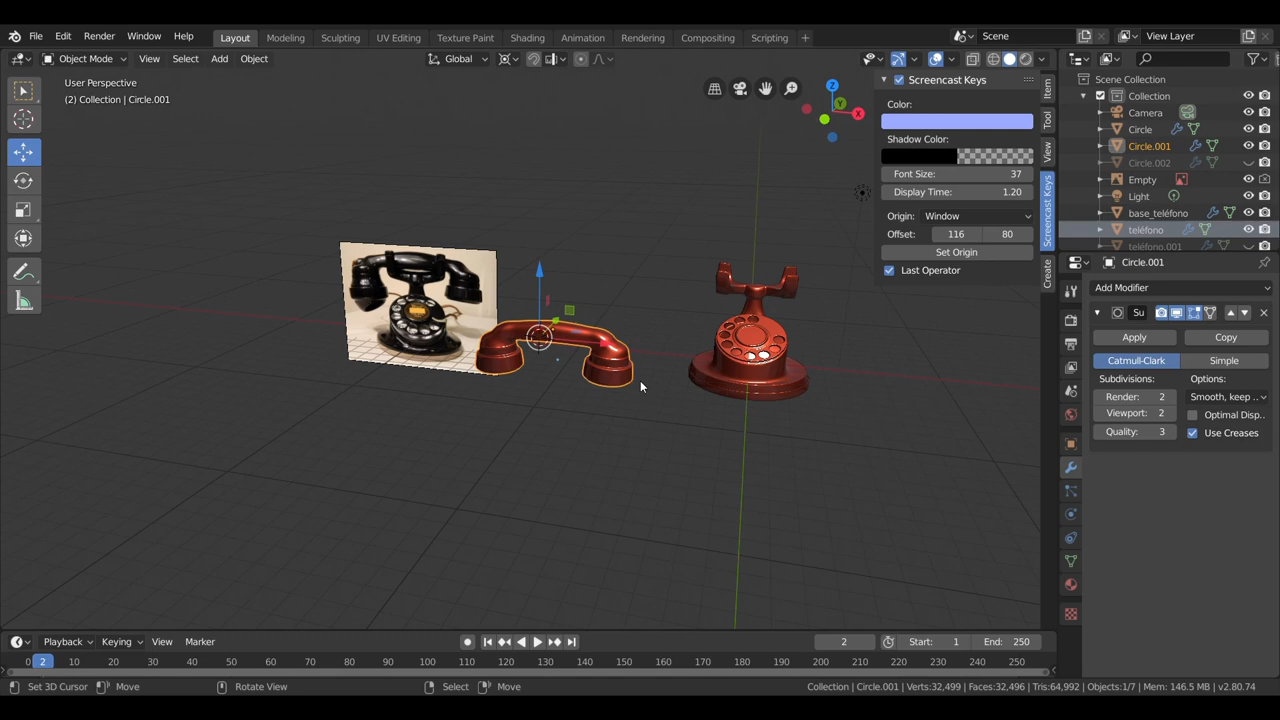 File Edit Render Window Help Layout Modeling Sculpting UV Editing Texture Paint Shading Animation Rendering Compositing Scripting + Scene View Layer
Object Mode View Select Add Object Global
User Perspective
(2) Collection | Circle.001
Screencast Keys
Color:
Shadow Color:
Font Size: 37
Display Time: 1.20
Origin: Window
Offset: 116 80
Set Origin
Last Operator
Item
Tool
View
Screencast Keys
Create
X
Y
Z
Scene Collection
Collection
Camera
Circle
Circle.001
Circle.002
Empty
Light
base_teléfono
teléfono
teléfono.001
Circle.001
Add Modifier
Su
Apply Copy
Catmull-Clark Simple
Subdivisions: Options:
Render: 2 Smooth, keep ..
Viewport: 2 Optimal Disp..
Quality: 3 Use Creases
Playback Keying View Marker 2 Start: 1 End: 250
2 10 20 30 40 50 60 70 80 90 100 110 120 130 140 150 160 170 180 190 200 210 220 230 240 250
Set 3D Cursor Move Rotate View Select Move Collection | Circle.001 | Verts:32,499 | Faces:32,496 | Tris:64,992 | Objects:1/7 | Mem: 146.5 MB | v2.80.74